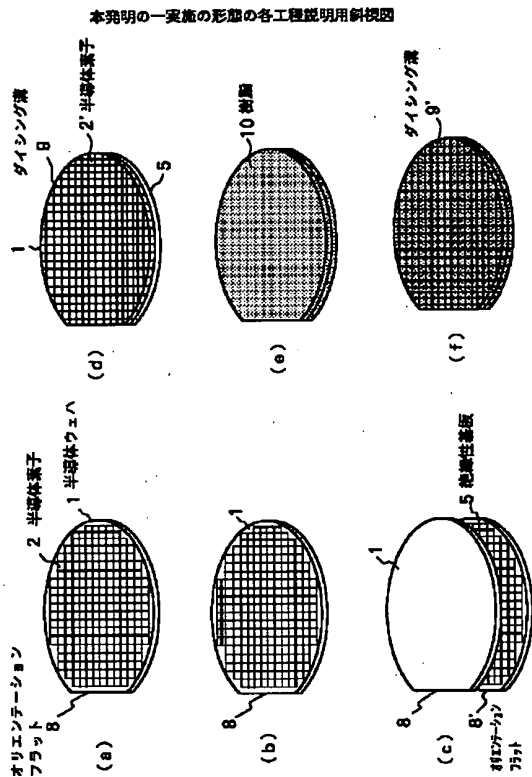 本発明の一実施の形態の各工程説明用斜視図
オリエンテーション
フラット
8
2 半導体素子
1 半導体ウェハ
(a)
8
1
(b)
1
8
8'
オリエンテーション
フラット
5 絶縁性基板
(c)
1
ダイシング溝
9
2' 半導体素子
5
(d)
10 樹脂
(e)
ダイシング溝
9'
(f)